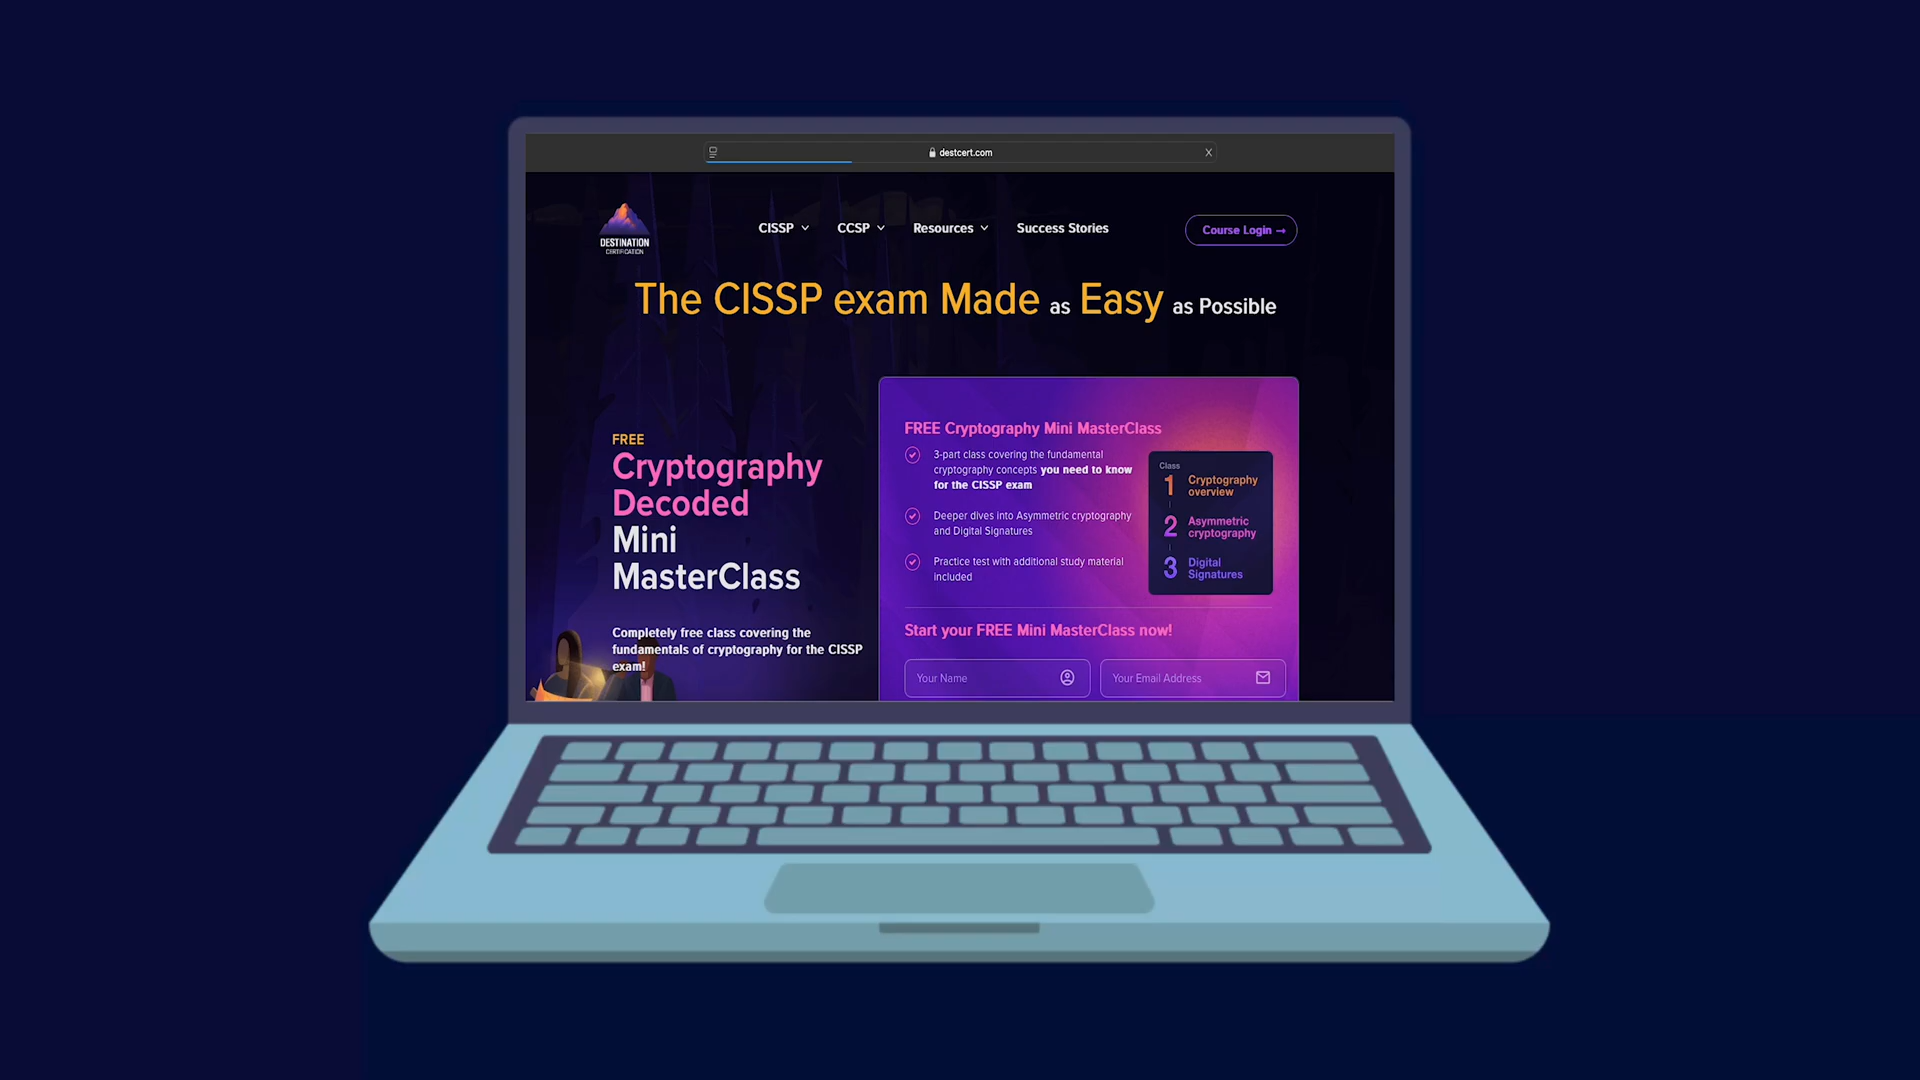 destcert.com
DESTINATION
CERTIFICATION
CISSP
CCSP
Resources
Success Stories
Course Login →
The CISSP exam Made as Easy as Possible
FREE
Cryptography
Decoded
Mini
MasterClass
Completely free class covering the
fundamentals of cryptography for the CISSP
exam!
FREE Cryptography Mini MasterClass
3-part class covering the fundamental
cryptography concepts you need to know
for the CISSP exam
Deeper dives into Asymmetric cryptography
and Digital Signatures
Practice test with additional study material
included
Class
1 Cryptography
overview
2 Asymmetric
cryptography
3 Digital
Signatures
Start your FREE Mini MasterClass now!
Your Name
Your Email Address